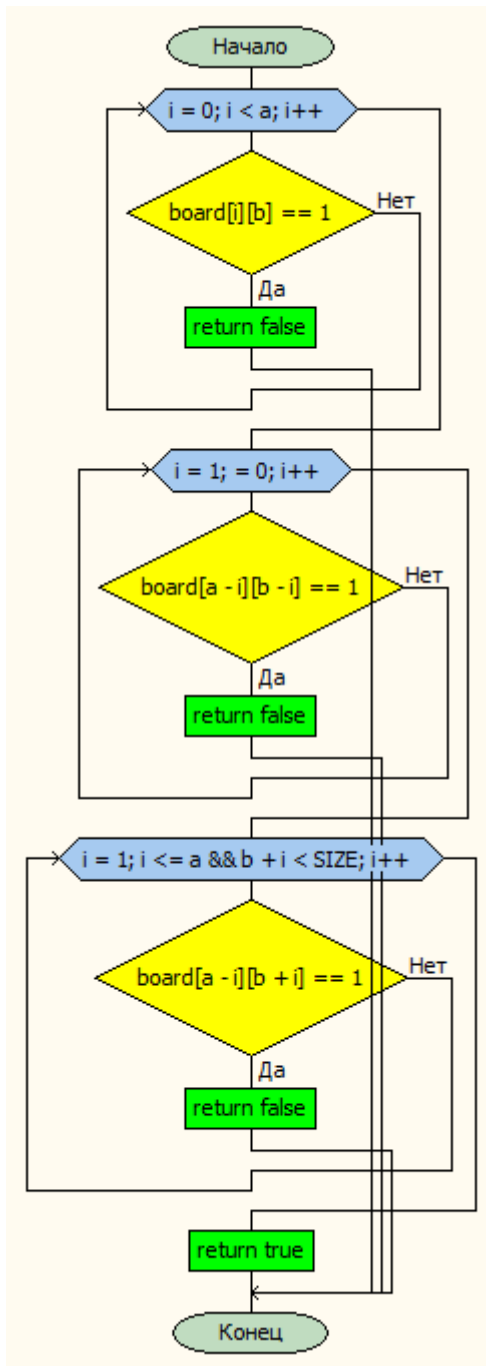 Начало
i = 0; i < a; i++
board[i][b] == 1
Нет
Да
return false
i = 1; = 0; i++
board[a - i][b - i] == 1
Нет
Да
return false
i = 1; i <= a && b + i < SIZE; i++
board[a - i][b + i] == 1
Нет
Да
return false
return true
Конец